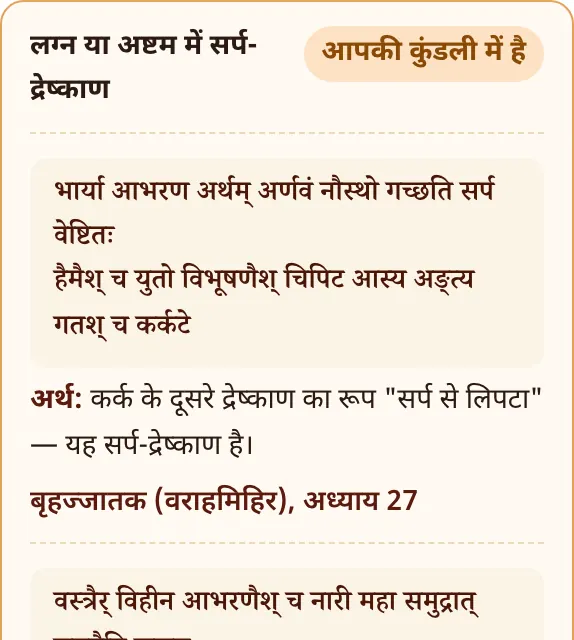 लग्न या अष्टम में सर्प-
द्रेष्काण
आपकी कुंडली में है
भार्या आभरण अर्थम् अर्णवं नौस्थो गच्छति सर्प
वेष्टितः
हैमैश् च युतो विभूषणैश् चिपिट आस्य अङ्त्य
गतश् च कर्कटे
अर्थ: कर्क के दूसरे द्रेष्काण का रूप "सर्प से लिपटा"
— यह सर्प-द्रेष्काण है।
बृहज्जातक (वराहमिहिर), अध्याय 27
वस्त्रैर् विहीन आभरणैश् च नारी महा समुद्रात्